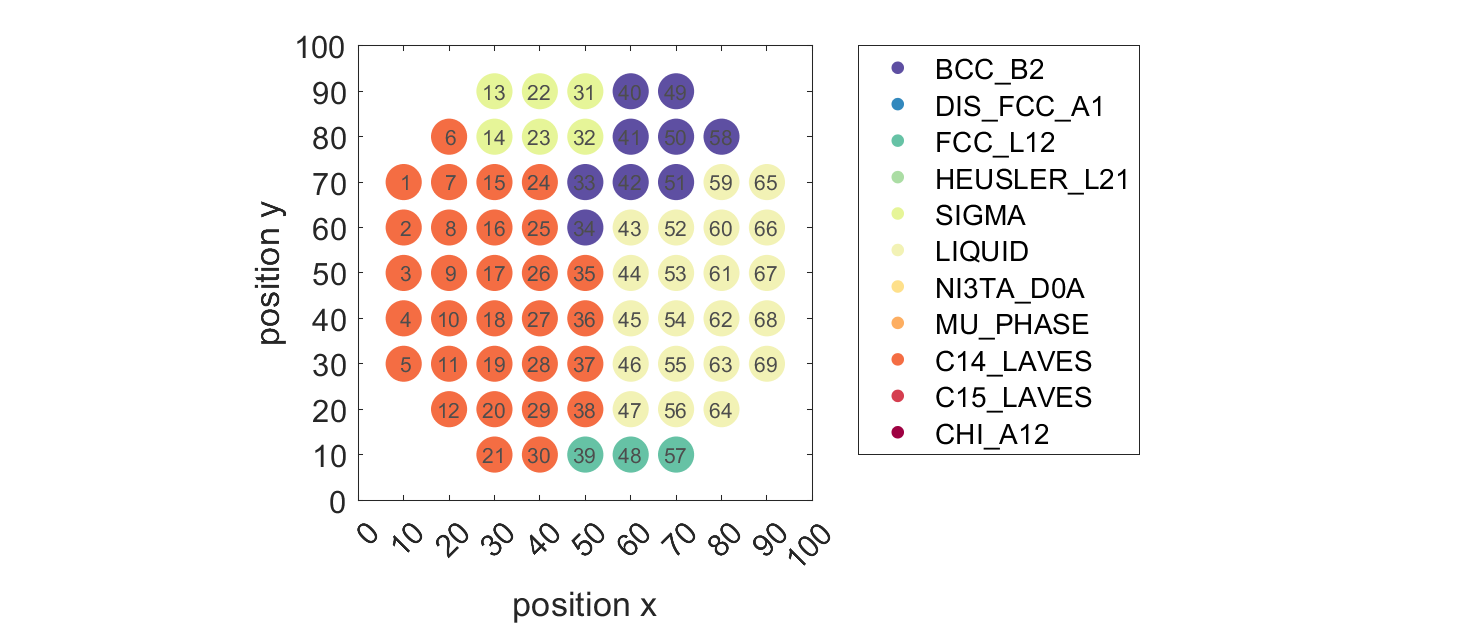 100
90
80
70
60
50
40
30
20
10
0
position y
13 22 31 40 49
6 14 23 32 41 50 58
1 7 15 24 33 42 51 59 65
2 8 16 25 34 43 52 60 66
3 9 17 26 35 44 53 61 67
4 10 18 27 36 45 54 62 68
5 11 19 28 37 46 55 63 69
12 20 29 38 47 56 64
21 30 39 48 57
0 10 20 30 40 50 60 70 80 90 100
position x
BCC_B2
DIS_FCC_A1
FCC_L12
HEUSLER_L21
SIGMA
LIQUID
NI3TA_D0A
MU_PHASE
C14_LAVES
C15_LAVES
CHI_A12